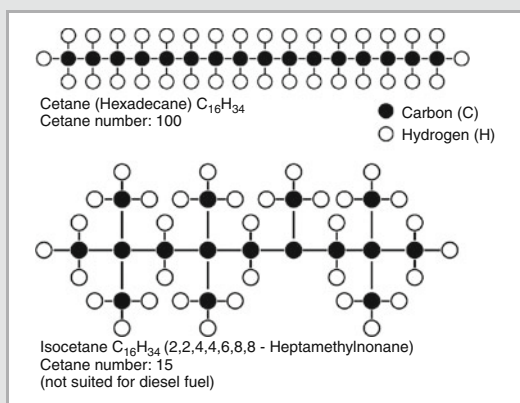 Cetane (Hexadecane) C₁₆H₃₄
Cetane number: 100
Carbon (C)
Hydrogen (H)
Isocetane C₁₆H₃₄ (2,2,4,4,6,8,8 - Heptamethylnonane)
Cetane number: 15
(not suited for diesel fuel)